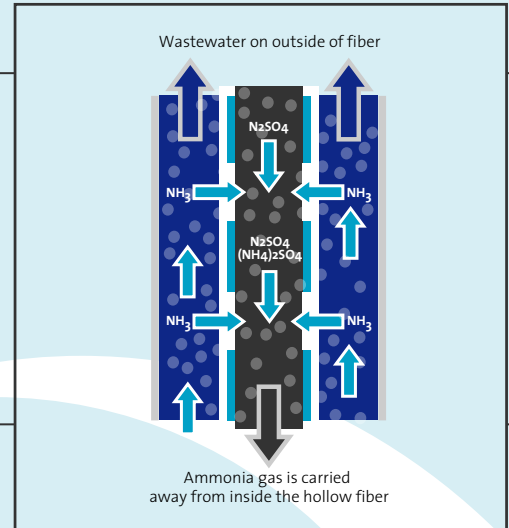 Wastewater on outside of fiber
N2SO4
NH3 NH3
N2SO4
(NH4)2SO4
NH3 NH3
Ammonia gas is carried
away from inside the hollow fiber